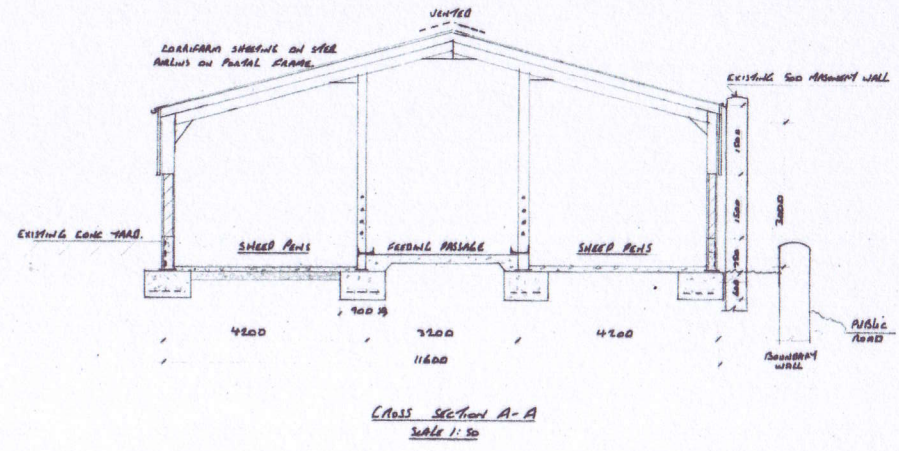 VENTED
CORRIFARM SHEETING ON STEEL
PURLINS ON PORTAL FRAME.
EXISTING 500 MASONRY WALL
1500
1500
3000
750
600
EXISTING CONC YARD.
SHEEP PENS
FEEDING PASSAGE
SHEEP PENS
900 SQ
4200
3200
4200
11600
PUBLIC
ROAD
BOUNDARY
WALL
CROSS SECTION A-A
SCALE 1:50